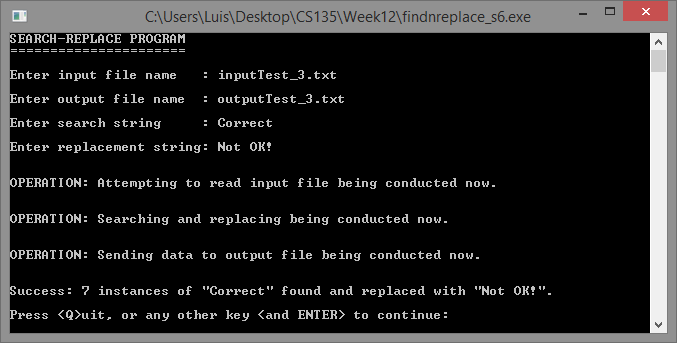 C:\Users\Luis\Desktop\CS135\Week12\findnreplace_s6.exe
SEARCH-REPLACE PROGRAM
======================
Enter input file name   : inputTest_3.txt
Enter output file name  : outputTest_3.txt
Enter search string     : Correct
Enter replacement string: Not OK!
OPERATION: Attempting to read input file being conducted now.
OPERATION: Searching and replacing being conducted now.
OPERATION: Sending data to output file being conducted now.
Success: 7 instances of "Correct" found and replaced with "Not OK!".
Press <Q>uit, or any other key <and ENTER> to continue: